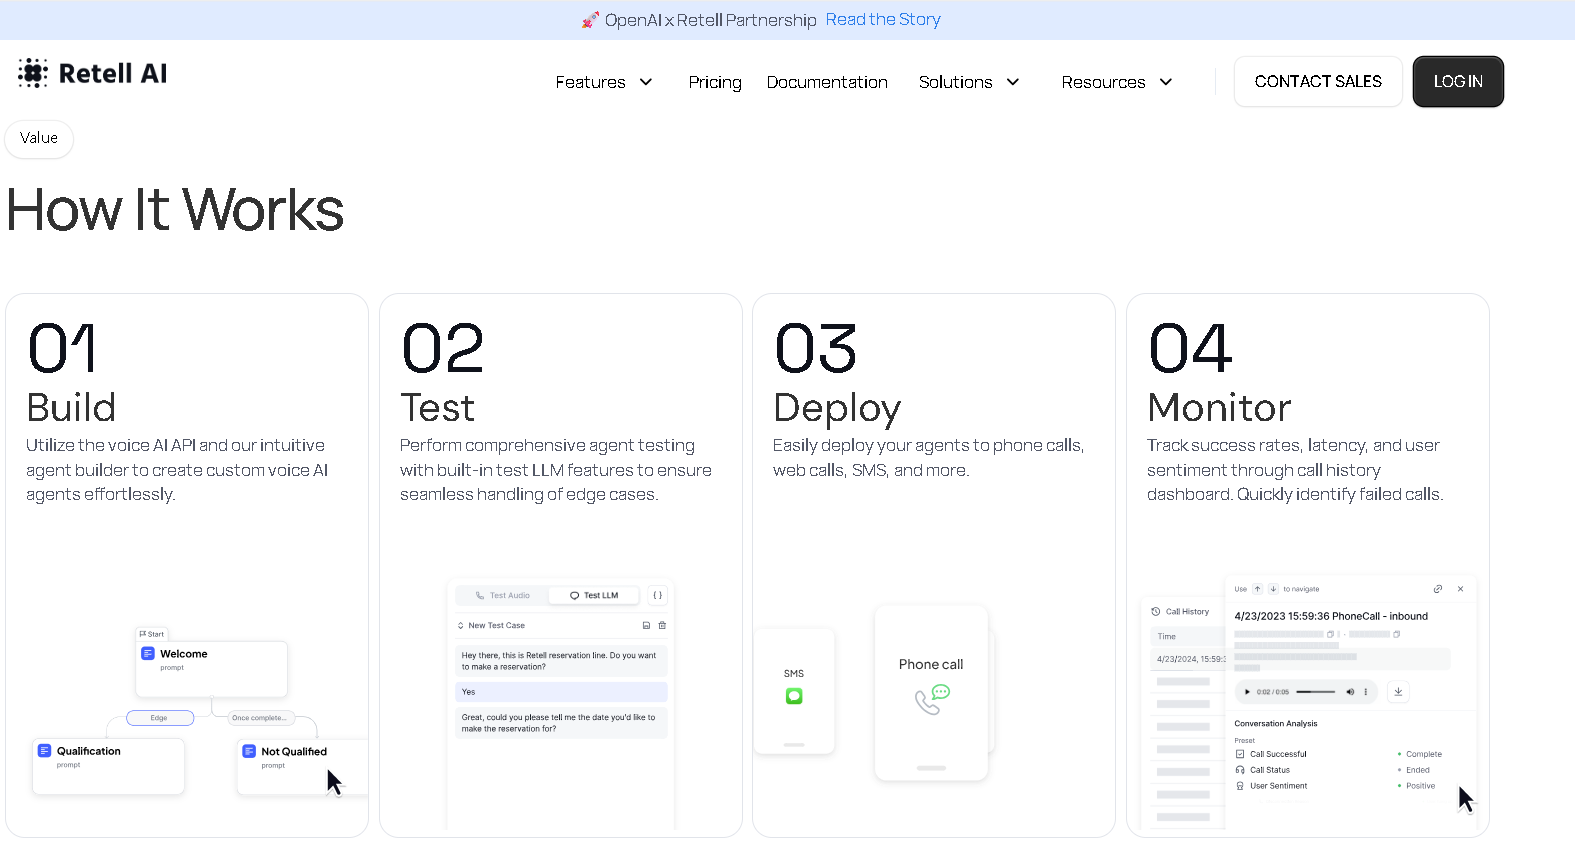 🚀 OpenAI x Retell Partnership Read the Story
Retell AI
Features Pricing Documentation Solutions Resources CONTACT SALES LOG IN
Value
How It Works
01
Build
Utilize the voice AI API and our intuitive
agent builder to create custom voice AI
agents effortlessly.
Start
Welcome
prompt
Edge
Once complete...
Qualification
prompt
Not Qualified
prompt
02
Test
Perform comprehensive agent testing
with built-in test LLM features to ensure
seamless handling of edge cases.
Test Audio Test LLM { }
New Test Case
Hey there, this is Retell reservation line. Do you want
to make a reservation?
Yes
Great, could you please tell me the date you'd like to
make the reservation for?
03
Deploy
Easily deploy your agents to phone calls,
web calls, SMS, and more.
SMS
Phone call
04
Monitor
Track success rates, latency, and user
sentiment through call history
dashboard. Quickly identify failed calls.
Call History
Time
4/23/2024, 15:59:3
Use ↑ ↓ to navigate
4/23/2023 15:59:36 PhoneCall - inbound
0:02 / 0:05
Conversation Analysis
Preset
Call Successful Complete
Call Status Ended
User Sentiment Positive